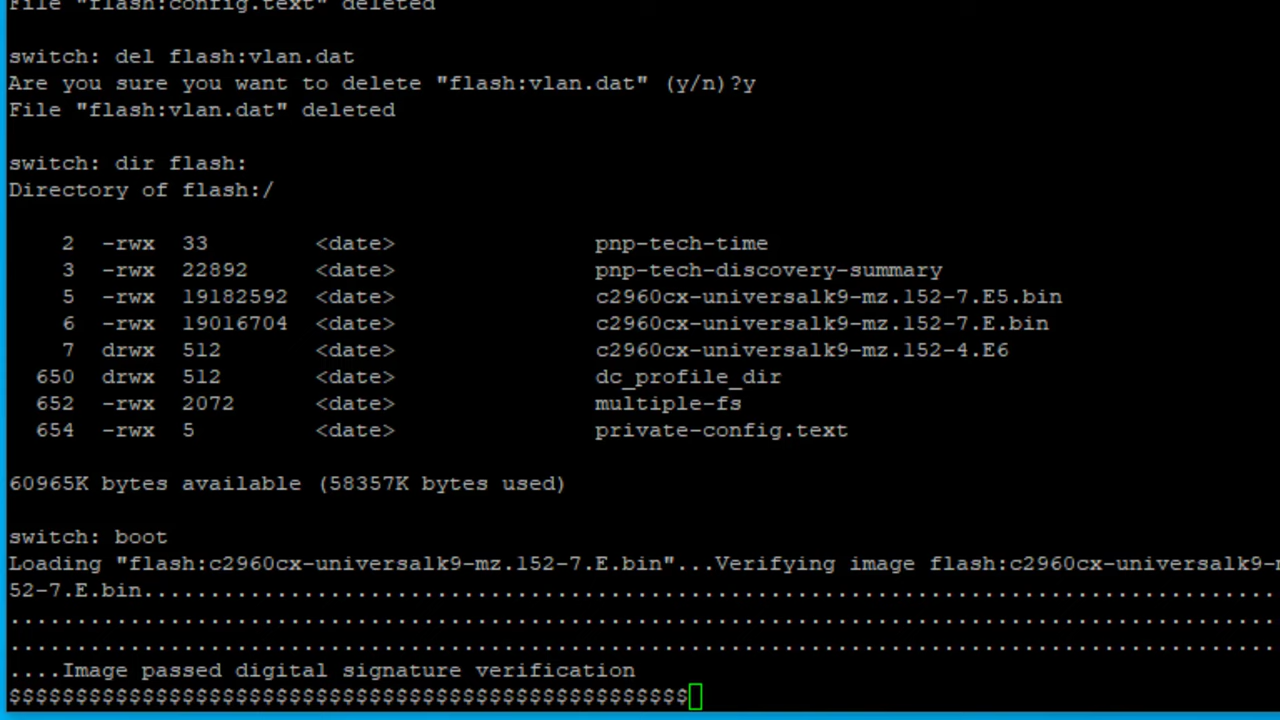 File "flash:config.text" deleted
switch: del flash:vlan.dat
Are you sure you want to delete "flash:vlan.dat" (y/n)?y
File "flash:vlan.dat" deleted
switch: dir flash:
Directory of flash:/
2 -rwx 33 <date> pnp-tech-time
3 -rwx 22892 <date> pnp-tech-discovery-summary
5 -rwx 19182592 <date> c2960cx-universalk9-mz.152-7.E5.bin
6 -rwx 19016704 <date> c2960cx-universalk9-mz.152-7.E.bin
7 drwx 512 <date> c2960cx-universalk9-mz.152-4.E6
650 drwx 512 <date> dc_profile_dir
652 -rwx 2072 <date> multiple-fs
654 -rwx 5 <date> private-config.text
60965K bytes available (58357K bytes used)
switch: boot
Loading "flash:c2960cx-universalk9-mz.152-7.E.bin"...Verifying image flash:c2960cx-universalk9-m
52-7.E.bin.....................................................................................
...............................................................................................
...............................................................................................
....Image passed digital signature verification
$$$$$$$$$$$$$$$$$$$$$$$$$$$$$$$$$$$$$$$$$$$$$$$$$$$